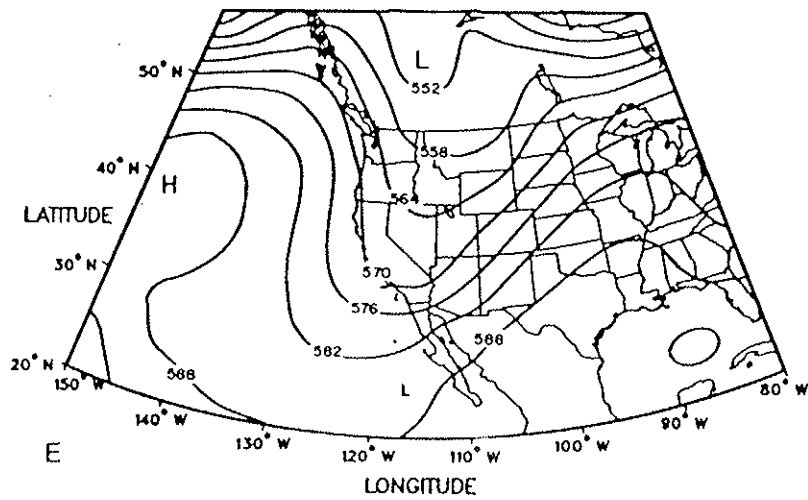 L
552
50° N
558
40° N
H
564
LATITUDE
30° N
570
576
588
582
20° N
588
L
150° W
80° W
140° W
90° W
130° W
120° W
110° W
100° W
E
LONGITUDE